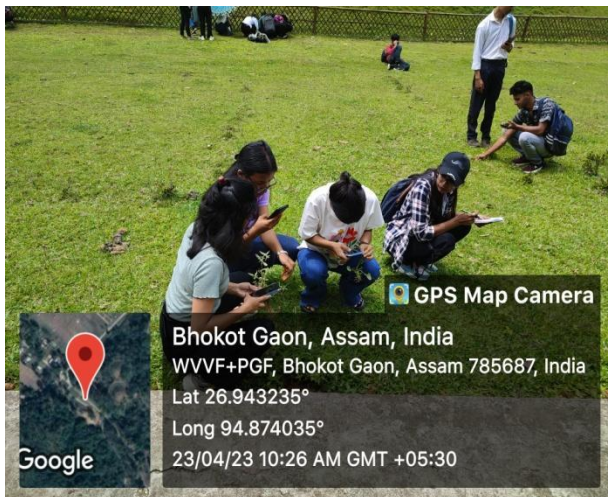 GPS Map Camera
Bhokot Gaon, Assam, India
WVVF+PGF, Bhokot Gaon, Assam 785687, India
Lat 26.943235°
Long 94.874035°
23/04/23 10:26 AM GMT +05:30
Google